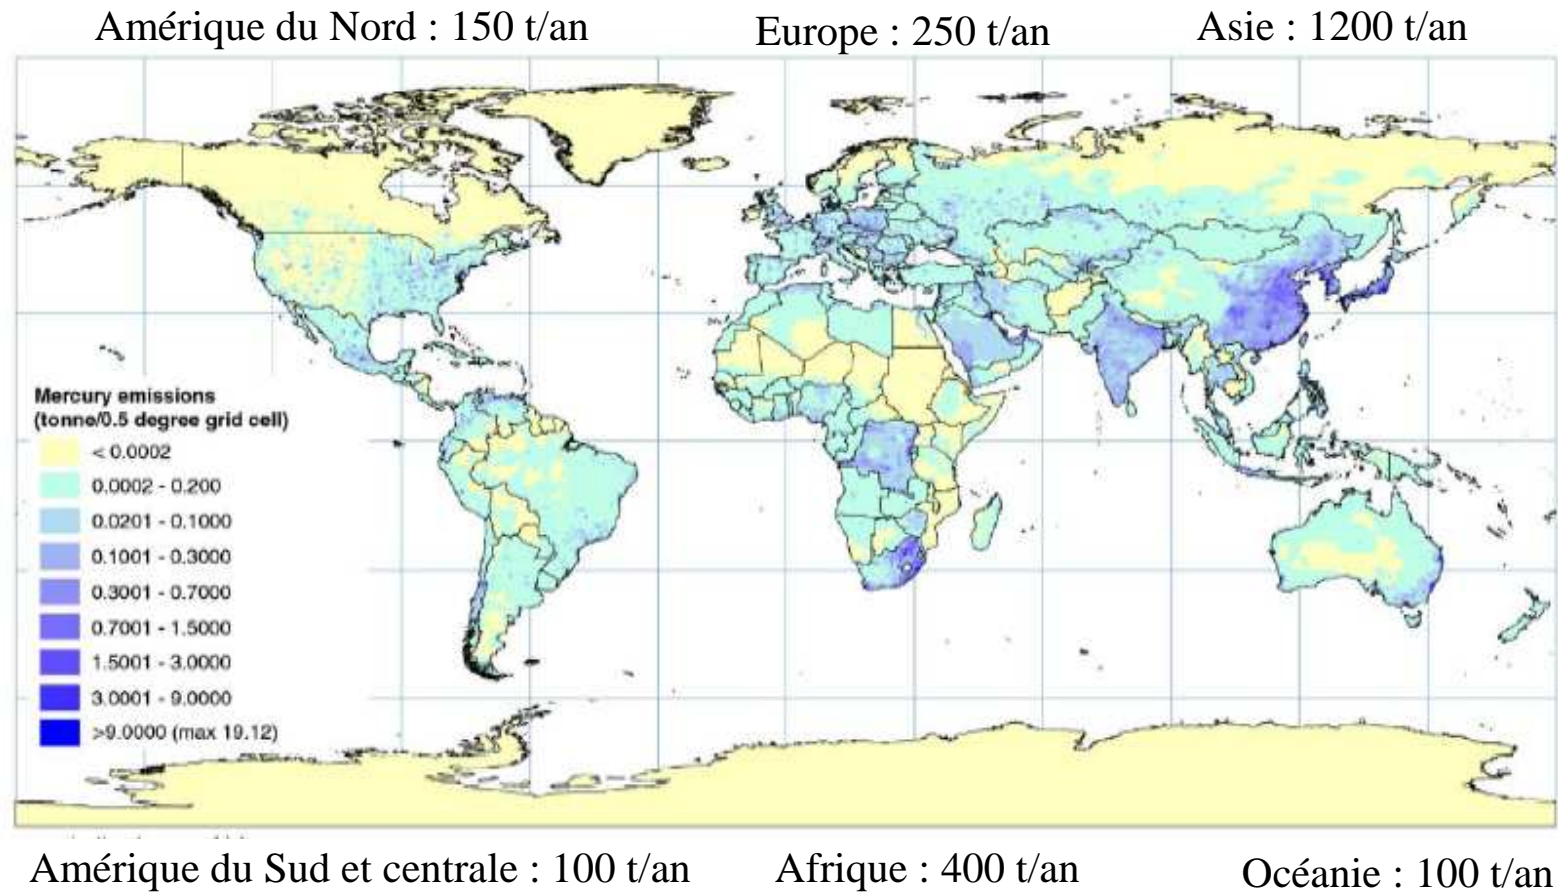 Amérique du Nord : 150 t/an
Europe : 250 t/an
Asie : 1200 t/an
Mercury emissions
(tonne/0.5 degree grid cell)
< 0.0002
0.0002 - 0.200
0.0201 - 0.1000
0.1001 - 0.3000
0.3001 - 0.7000
0.7001 - 1.5000
1.5001 - 3.0000
3.0001 - 9.0000
>9.0000 (max 19.12)
Amérique du Sud et centrale : 100 t/an
Afrique : 400 t/an
Océanie : 100 t/an